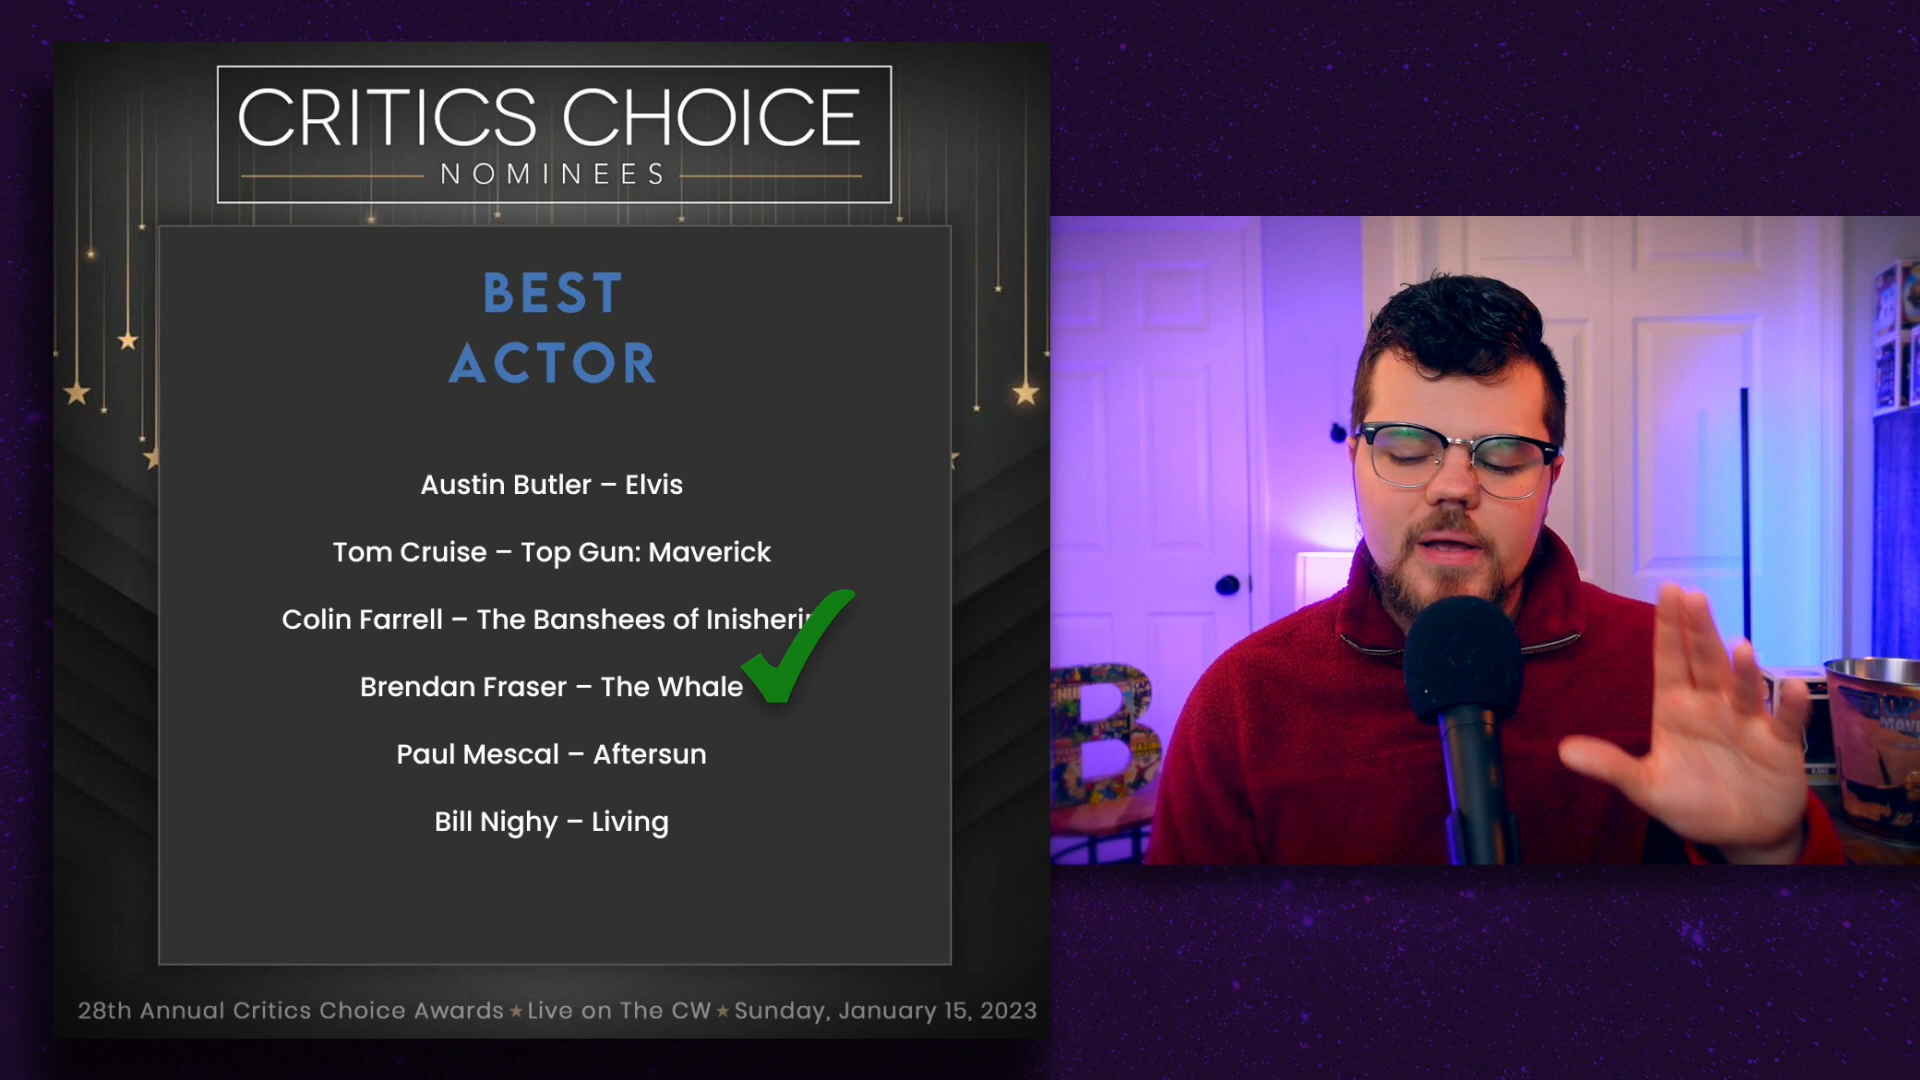 CRITICS CHOICE
NOMINEES
BEST
ACTOR
Austin Butler – Elvis
Tom Cruise – Top Gun: Maverick
Colin Farrell – The Banshees of Inisherin
Brendan Fraser – The Whale
Paul Mescal – Aftersun
Bill Nighy – Living
28th Annual Critics Choice Awards ★ Live on The CW ★ Sunday, January 15, 2023
B